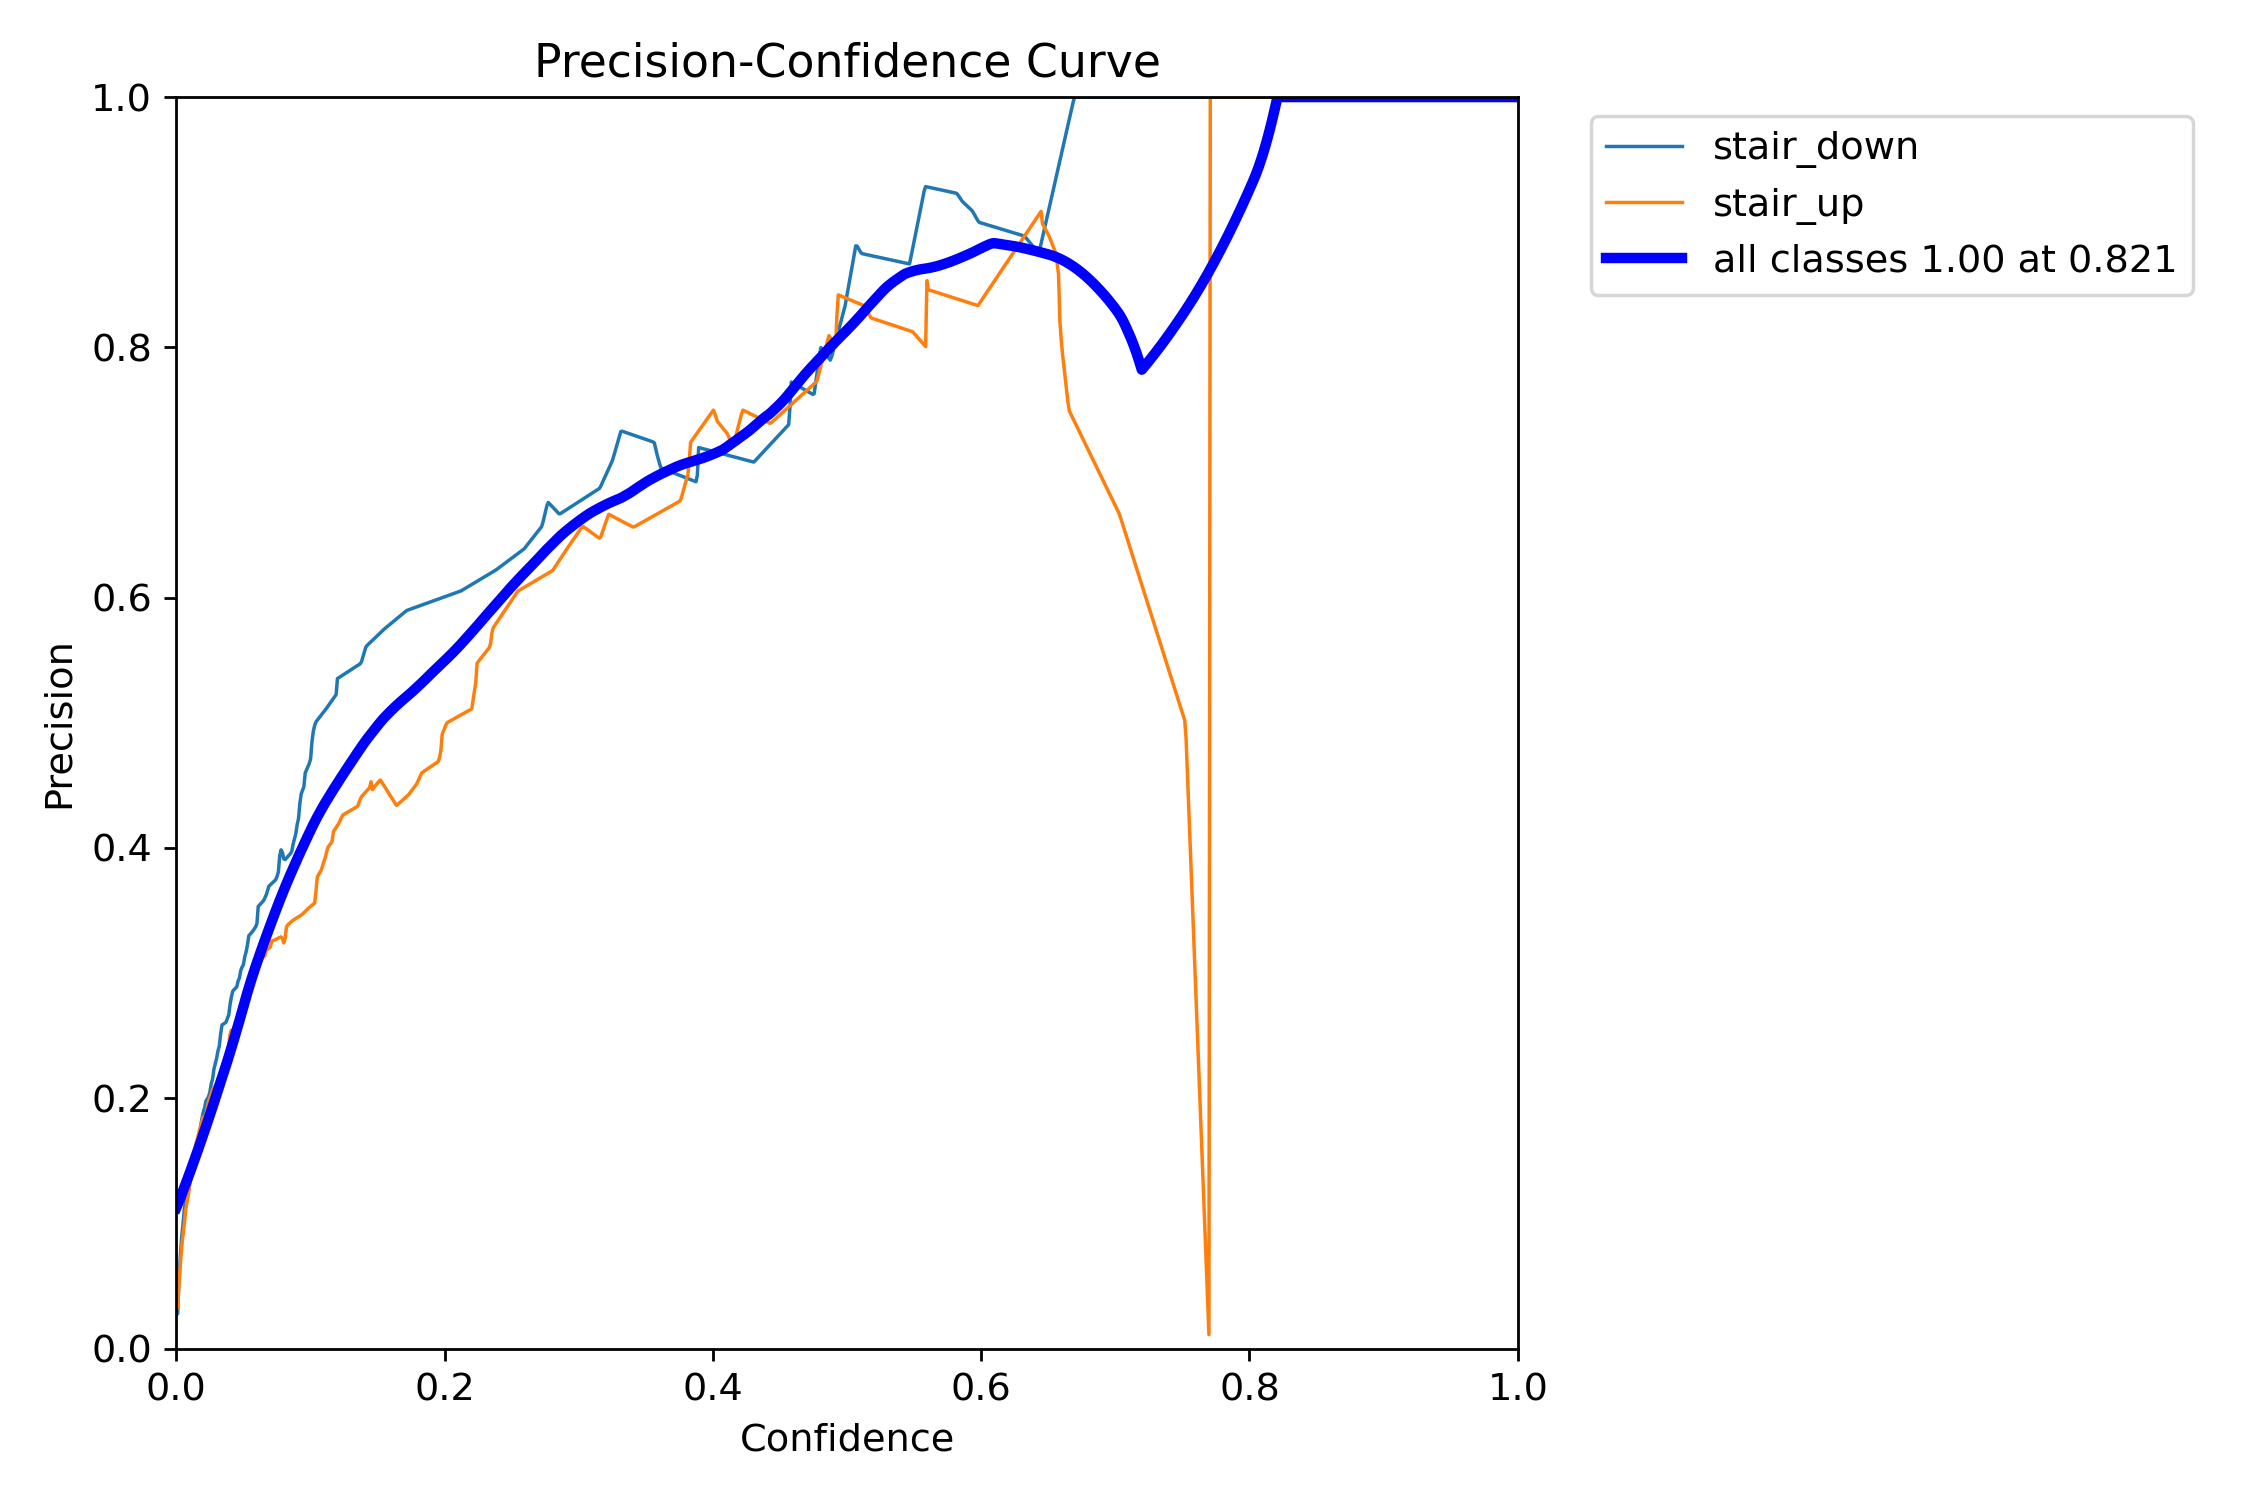 Precision-Confidence Curve
1.0
0.8
0.6
0.4
0.2
0.0
Precision
0.0 0.2 0.4 0.6 0.8 1.0
Confidence
stair_down
stair_up
all classes 1.00 at 0.821